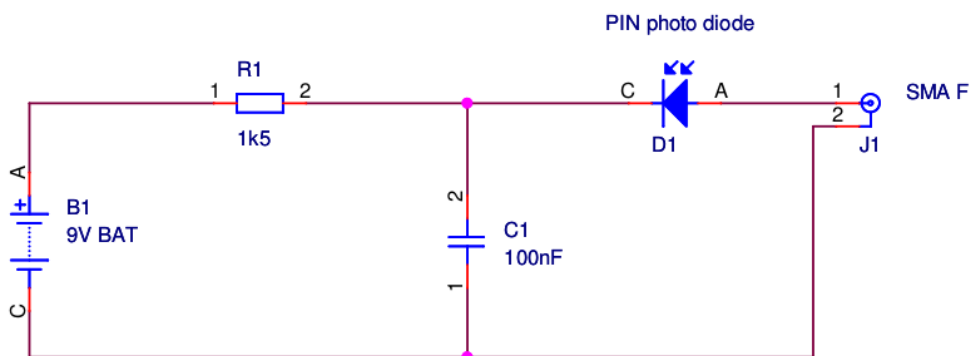 PIN photo diode
R1
1
2
1k5
C
A
D1
1
2
SMA F
J1
A
+
B1
9V BAT
C
2
C1
100nF
1